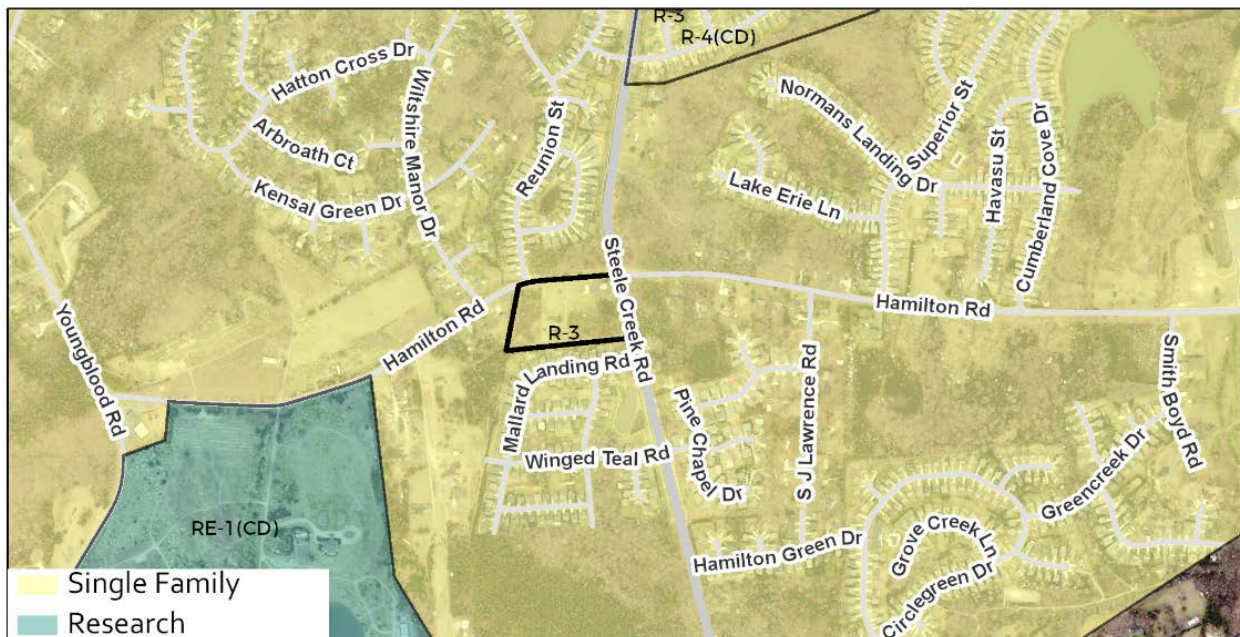 R-3
R-4(CD)
Hatton Cross Dr
Wiltshire Manor Dr
Reunion St
Arbroath Ct
Kensal Green Dr
Normans Landing Dr
Superior St
Lake Erie Ln
Havasu St
Cumberland Cove Dr
Steele Creek Rd
Youngblood Rd
Hamilton Rd
R-3
Hamilton Rd
Mallard Landing Rd
S J Lawrence Rd
Smith Boyd Rd
Pine Chapel Dr
Winged Teal Rd
RE-1(CD)
Greencreek Dr
Hamilton Green Dr
Grove Creek Ln
Circlegreen Dr
Single Family
Research